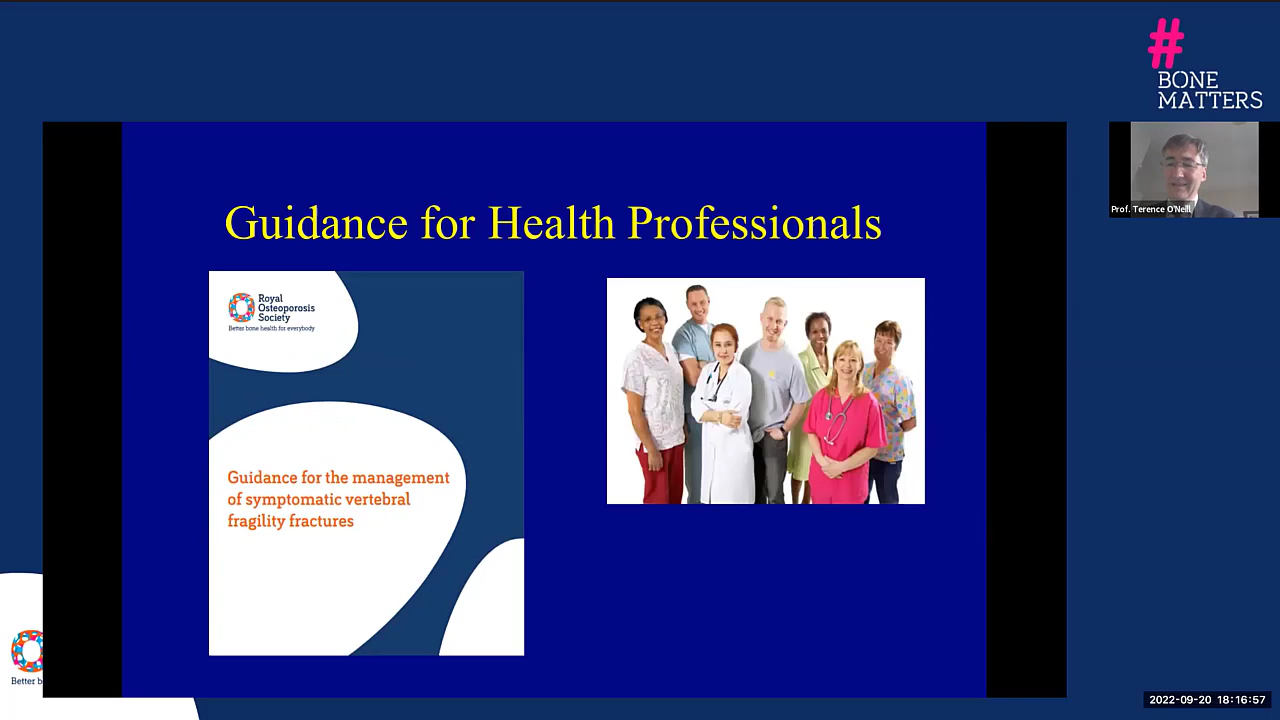 #
BONE
MATTERS
Prof. Terence O'Neill
Guidance for Health Professionals
Royal
Osteoporosis
Society
Better bone health for everybody
Guidance for the management
of symptomatic vertebral
fragility fractures
Better b
2022-09-20 18:16:57